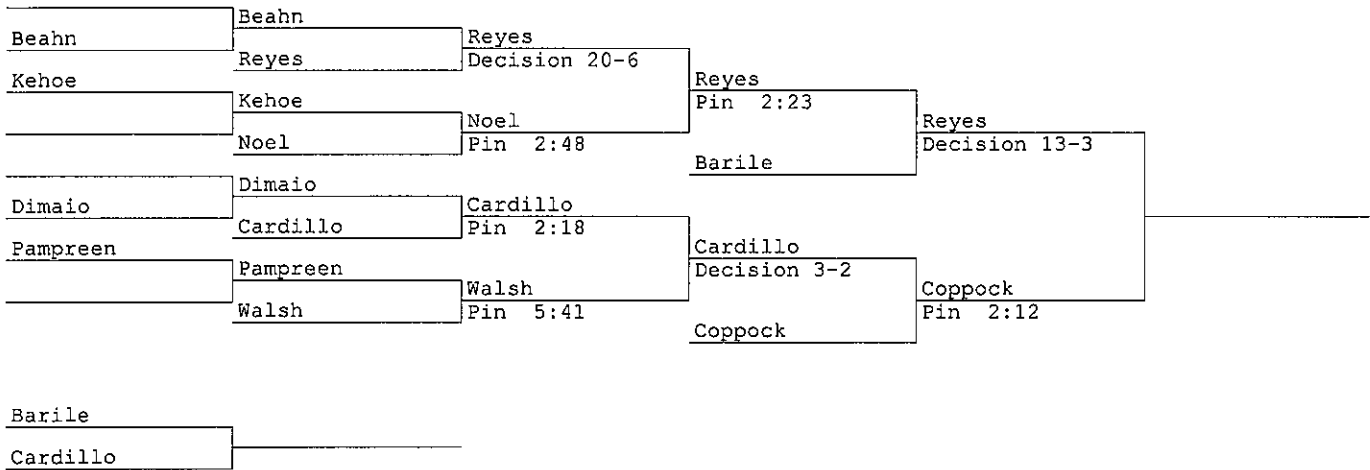 Beahn
Beahn
Reyes
Reyes
Decision 20-6
Kehoe
Reyes
Pin 2:23
Kehoe
Noel
Reyes
Noel
Pin 2:48
Decision 13-3
Barile
Dimaio
Dimaio
Cardillo
Cardillo
Pin 2:18
Pampreen
Cardillo
Pampreen
Decision 3-2
Walsh
Coppock
Walsh
Pin 5:41
Pin 2:12
Coppock
Barile
Cardillo